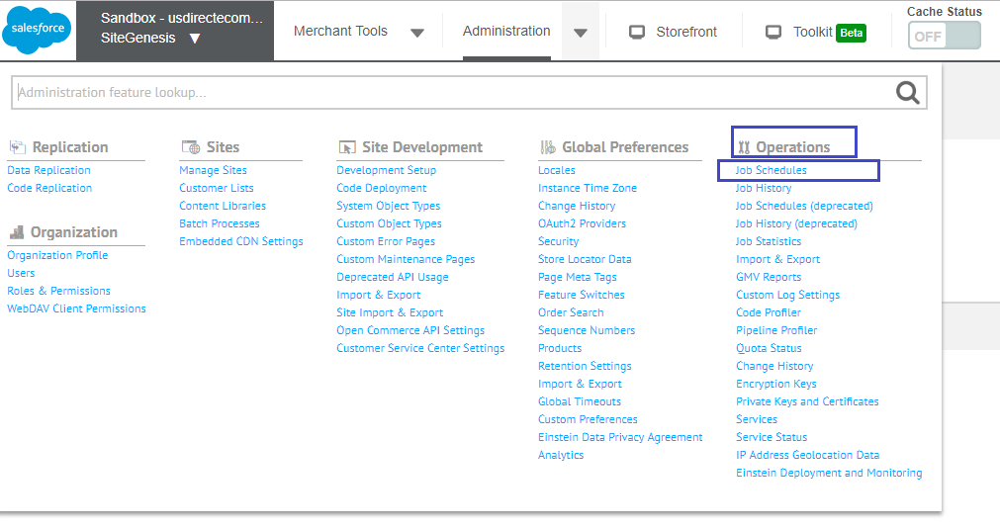 salesforce
Sandbox - usdirectecom...
SiteGenesis ▼
Merchant Tools
Administration
Storefront
Toolkit Beta
Cache Status
OFF
Administration feature lookup...
Replication
Data Replication
Code Replication
Organization
Organization Profile
Users
Roles & Permissions
WebDAV Client Permissions
Sites
Manage Sites
Customer Lists
Content Libraries
Batch Processes
Embedded CDN Settings
Site Development
Development Setup
Code Deployment
System Object Types
Custom Object Types
Custom Error Pages
Custom Maintenance Pages
Deprecated API Usage
Import & Export
Site Import & Export
Open Commerce API Settings
Customer Service Center Settings
Global Preferences
Locales
Instance Time Zone
Change History
OAuth2 Providers
Security
Store Locator Data
Page Meta Tags
Feature Switches
Order Search
Sequence Numbers
Products
Retention Settings
Import & Export
Global Timeouts
Custom Preferences
Einstein Data Privacy Agreement
Analytics
Operations
Job Schedules
Job History
Job Schedules (deprecated)
Job History (deprecated)
Job Statistics
Import & Export
GMV Reports
Custom Log Settings
Code Profiler
Pipeline Profiler
Quota Status
Change History
Encryption Keys
Private Keys and Certificates
Services
Service Status
IP Address Geolocation Data
Einstein Deployment and Monitoring